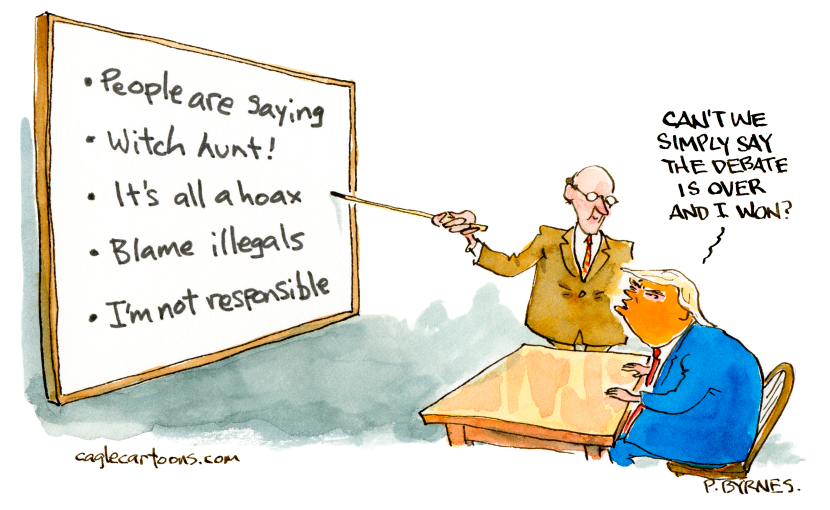 • People are saying
• Witch hunt!
• It's all a hoax
• Blame illegals
• I'm not responsible
CAN'T WE
SIMPLY SAY
THE DEBATE
IS OVER
AND I WON?
caglecartoons.com
P. BYRNES.